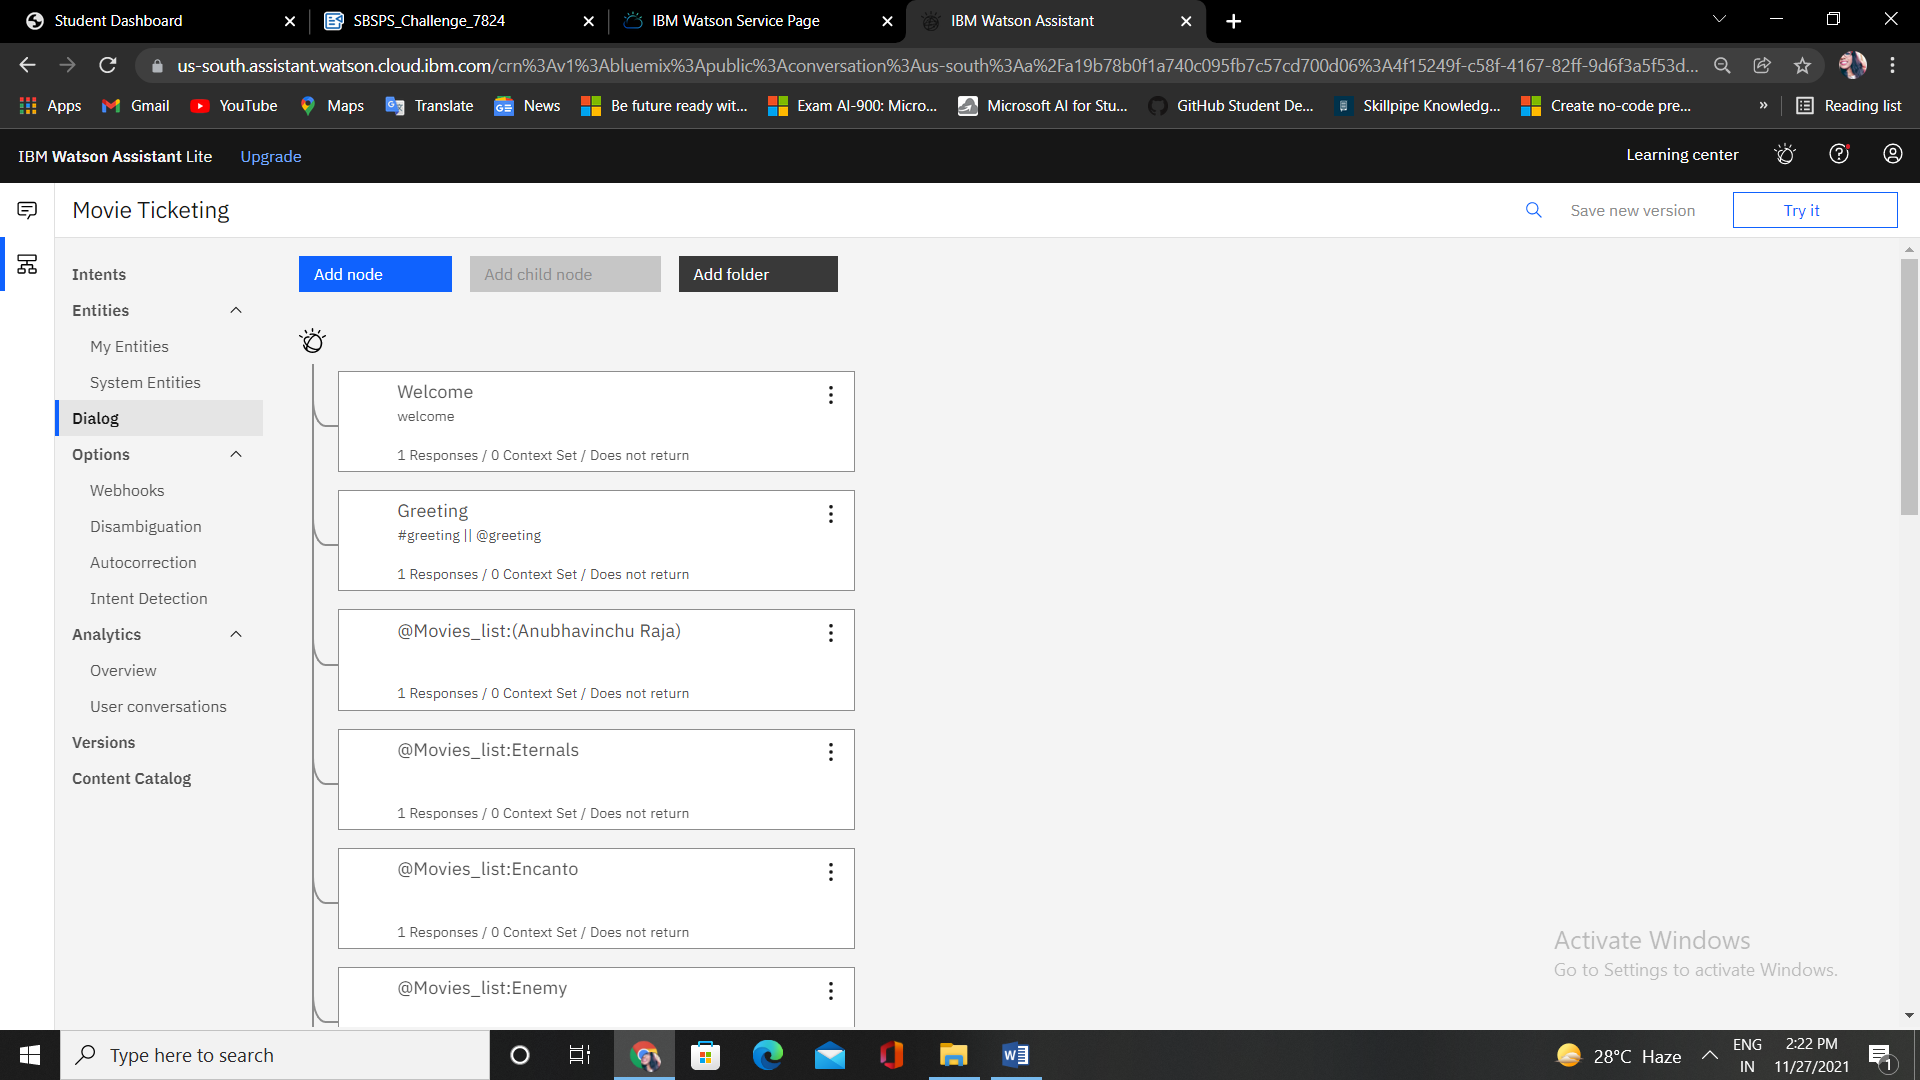 Student Dashboard
SBSPS_Challenge_7824
IBM Watson Service Page
IBM Watson Assistant
us-south.assistant.watson.cloud.ibm.com/crn%3Av1%3Abluemix%3Apublic%3Aconversation%3Aus-south%3Aa%2Fa19b78b0f1a740c095fb7c57cd700d06%3A4f15249f-c58f-4167-82ff-9d6f3a5f53d...
Apps
Gmail
YouTube
Maps
Translate
News
Be future ready wit...
Exam AI-900: Micro...
Microsoft AI for Stu...
GitHub Student De...
Skillpipe Knowledg...
Create no-code pre...
»
Reading list
IBM Watson Assistant Lite
Upgrade
Learning center
Movie Ticketing
Save new version
Try it
Intents
Entities
My Entities
System Entities
Dialog
Options
Webhooks
Disambiguation
Autocorrection
Intent Detection
Analytics
Overview
User conversations
Versions
Content Catalog
Add node
Add child node
Add folder
Welcome
welcome
1 Responses / 0 Context Set / Does not return
Greeting
#greeting || @greeting
1 Responses / 0 Context Set / Does not return
@Movies_list:(Anubhavinchu Raja)
1 Responses / 0 Context Set / Does not return
@Movies_list:Eternals
1 Responses / 0 Context Set / Does not return
@Movies_list:Encanto
1 Responses / 0 Context Set / Does not return
@Movies_list:Enemy
Activate Windows
Go to Settings to activate Windows.
Type here to search
28°C Haze
ENG
IN
2:22 PM
11/27/2021
1